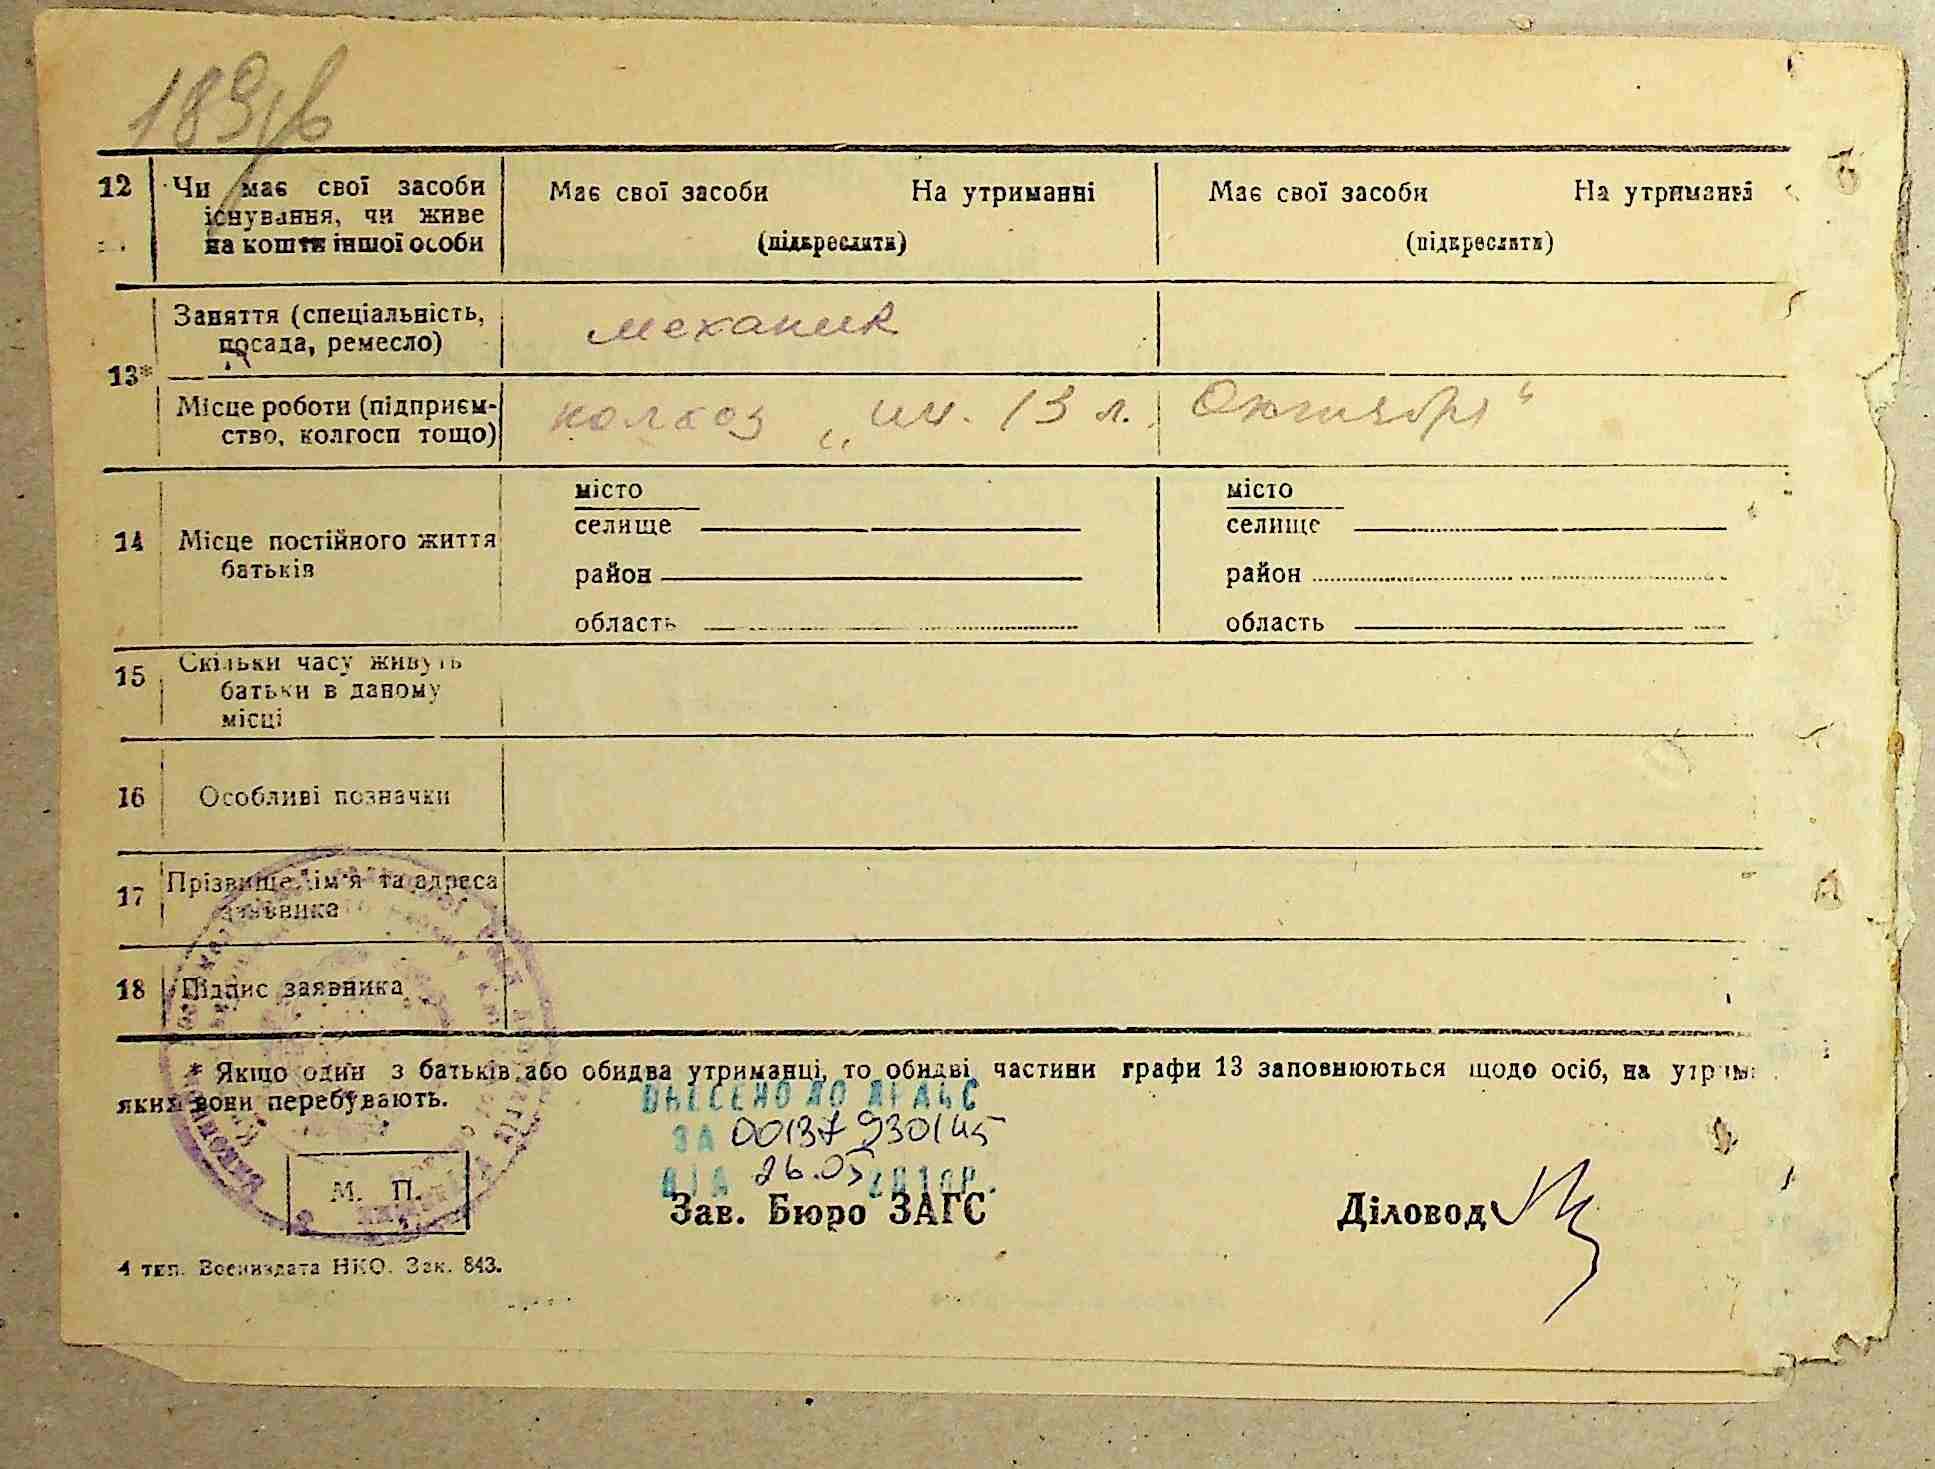 12 Чи має свої засоби Має свої засоби На утриманні Має свої засоби На утриманні
існування, чи живе
на кошти іншої особи (підкреслити) (підкреслити)
Заняття (спеціальність, механик
посада, ремесло)
13*
Місце роботи (підприєм- колхоз „им. 13 л. Октября"
ство, колгосп тощо)
місто місто
селище селище
14 Місце постійного життя
батьків район район
область область
15 Скільки часу живуть
батьки в даному
місці
16 Особливі позначки
17 Прізвище, ім'я та адреса
заявника
18 Підпис заявника
* Якщо один з батьків або обидва утриманці, то обидві частини графи 13 заповнюються щодо осіб, на
яких вони перебувають.
ВНЕСЕНО ДО ДРАЦС
ЗА 00137930145
ВІД 26.05
М. П. Зав. Бюро ЗАГС Діловод
4 тип. Воениздата НКО. Зак. 843.